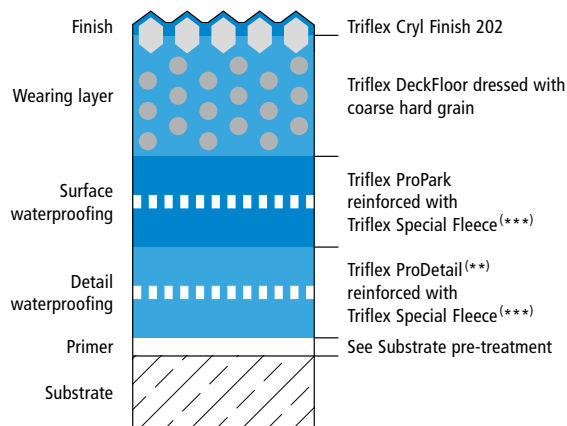 Finish
Triflex Cryl Finish 202
Wearing layer
Triflex DeckFloor dressed with
coarse hard grain
Surface
waterproofing
Triflex ProPark
reinforced with
Triflex Special Fleece(***)
Detail
waterproofing
Triflex ProDetail(**)
reinforced with
Triflex Special Fleece(***)
Primer
See Substrate pre-treatment
Substrate